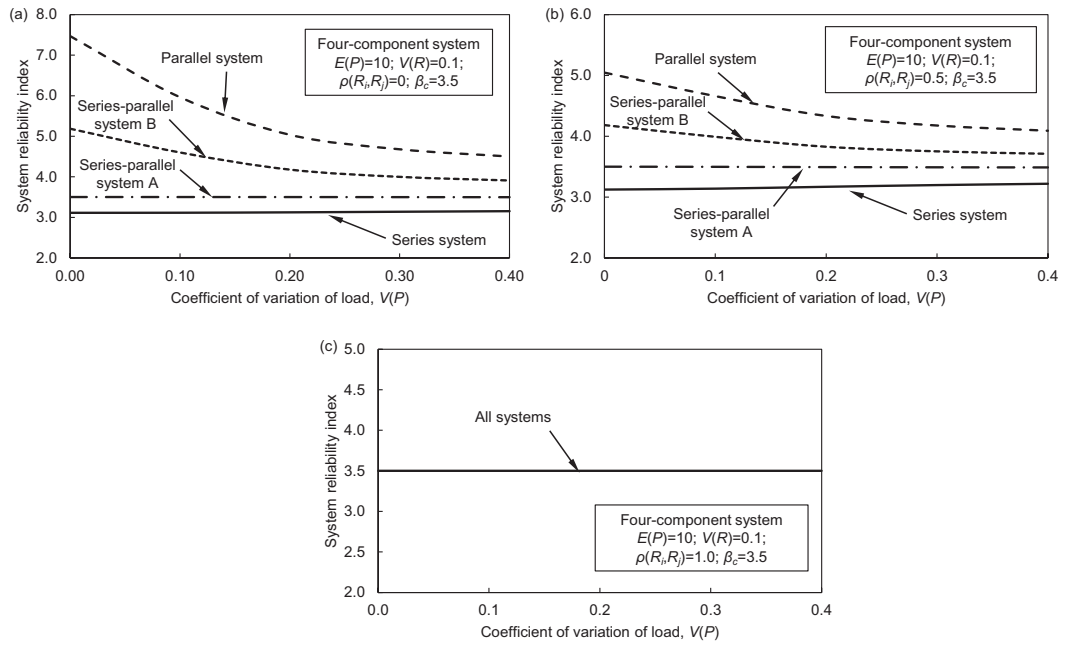 (a)
8.0
7.0
6.0
5.0
4.0
3.0
2.0
System reliability index
Four-component system
E(P)=10; V(R)=0.1;
ρ(Ri,Rj)=0; βc=3.5
Parallel system
Series-parallel
system B
Series-parallel
system A
Series system
0.00
0.10
0.20
0.30
0.40
Coefficient of variation of load, V(P)
(b)
6.0
5.0
4.0
3.0
2.0
System reliability index
Four-component system
E(P)=10; V(R)=0.1;
ρ(Ri,Rj)=0.5; βc=3.5
Parallel system
Series-parallel
system B
Series-parallel
system A
Series system
0
0.1
0.2
0.3
0.4
Coefficient of variation of load, V(P)
(c)
5.0
4.5
4.0
3.5
3.0
2.5
2.0
System reliability index
All systems
Four-component system
E(P)=10; V(R)=0.1;
ρ(Ri,Rj)=1.0; βc=3.5
0.0
0.1
0.2
0.3
0.4
Coefficient of variation of load, V(P)